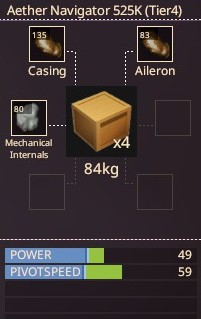 Aether Navigator 525K (Tier4)
135
83
Casing
Aileron
80
x4
Mechanical
Internals
84kg
POWER 49
PIVOTSPEED 59